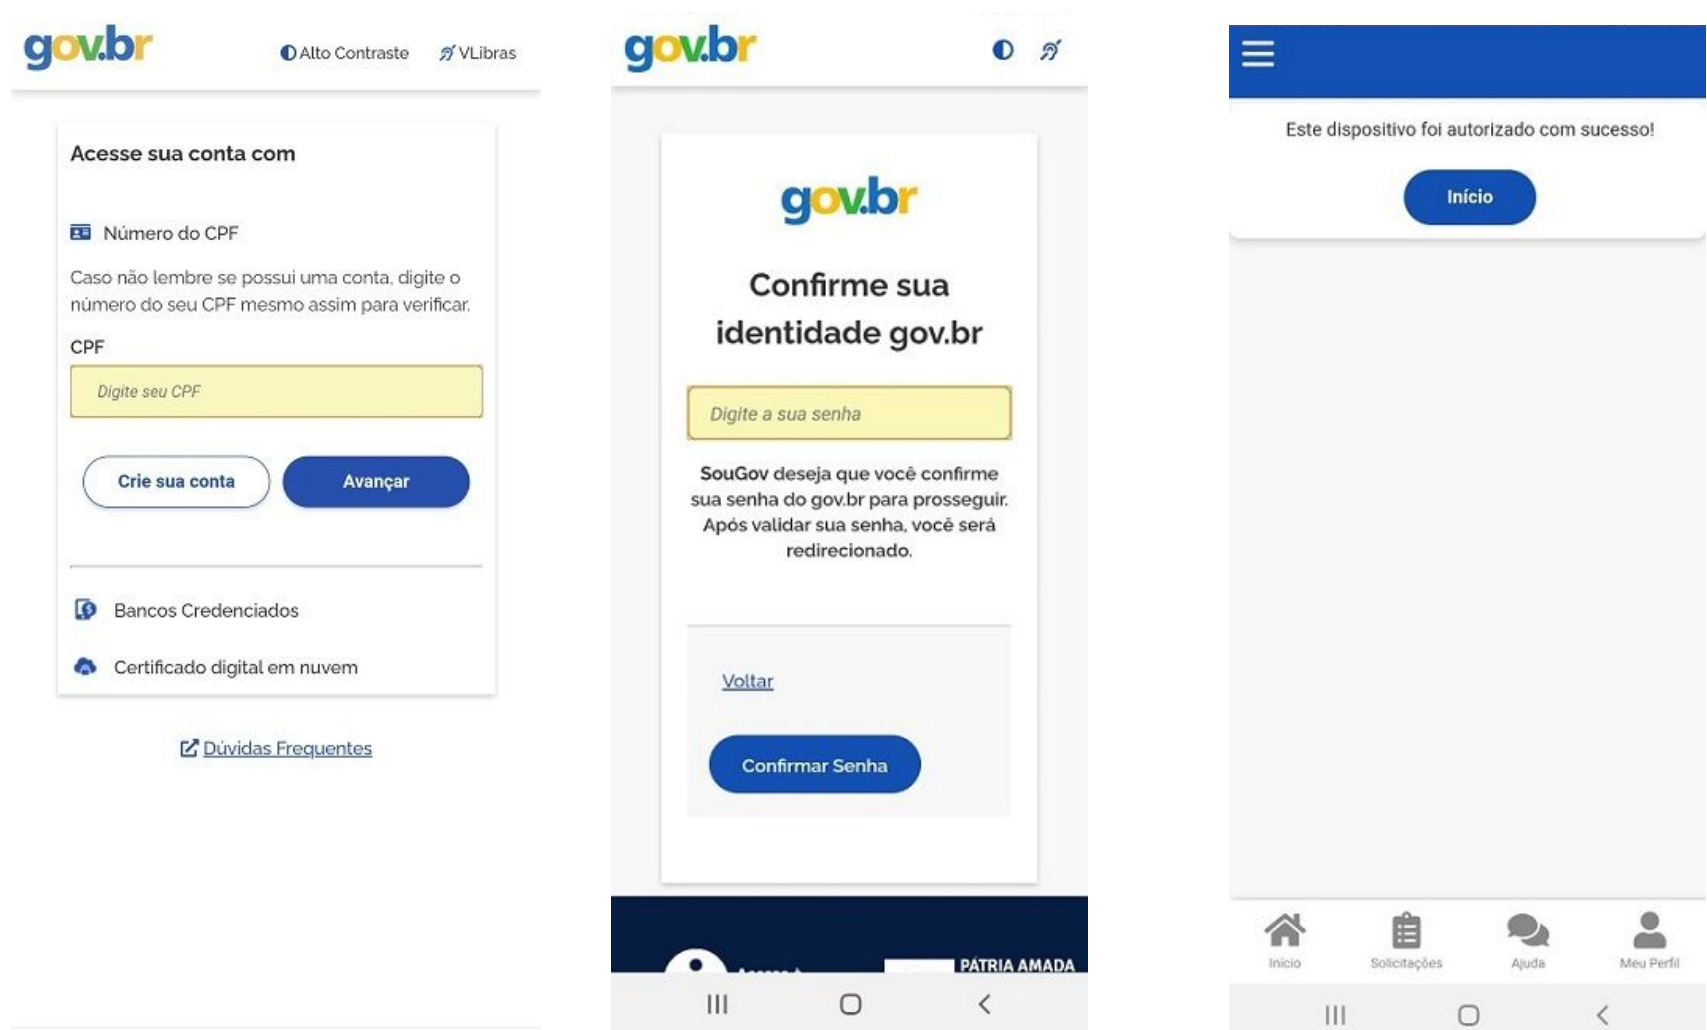 gov.br
Alto Contraste
VLibras
Acesse sua conta com
Número do CPF
Caso não lembre se possui uma conta, digite o
número do seu CPF mesmo assim para verificar.
CPF
Digite seu CPF
Crie sua conta
Avançar
Bancos Credenciados
Certificado digital em nuvem
Dúvidas Frequentes
gov.br
gov.br
Confirme sua
identidade gov.br
Digite a sua senha
SouGov deseja que você confirme
sua senha do gov.br para prosseguir.
Após validar sua senha, você será
redirecionado.
Voltar
Confirmar Senha
PÁTRIA AMADA
Este dispositivo foi autorizado com sucesso!
Início
Início
Solicitações
Ajuda
Meu Perfil